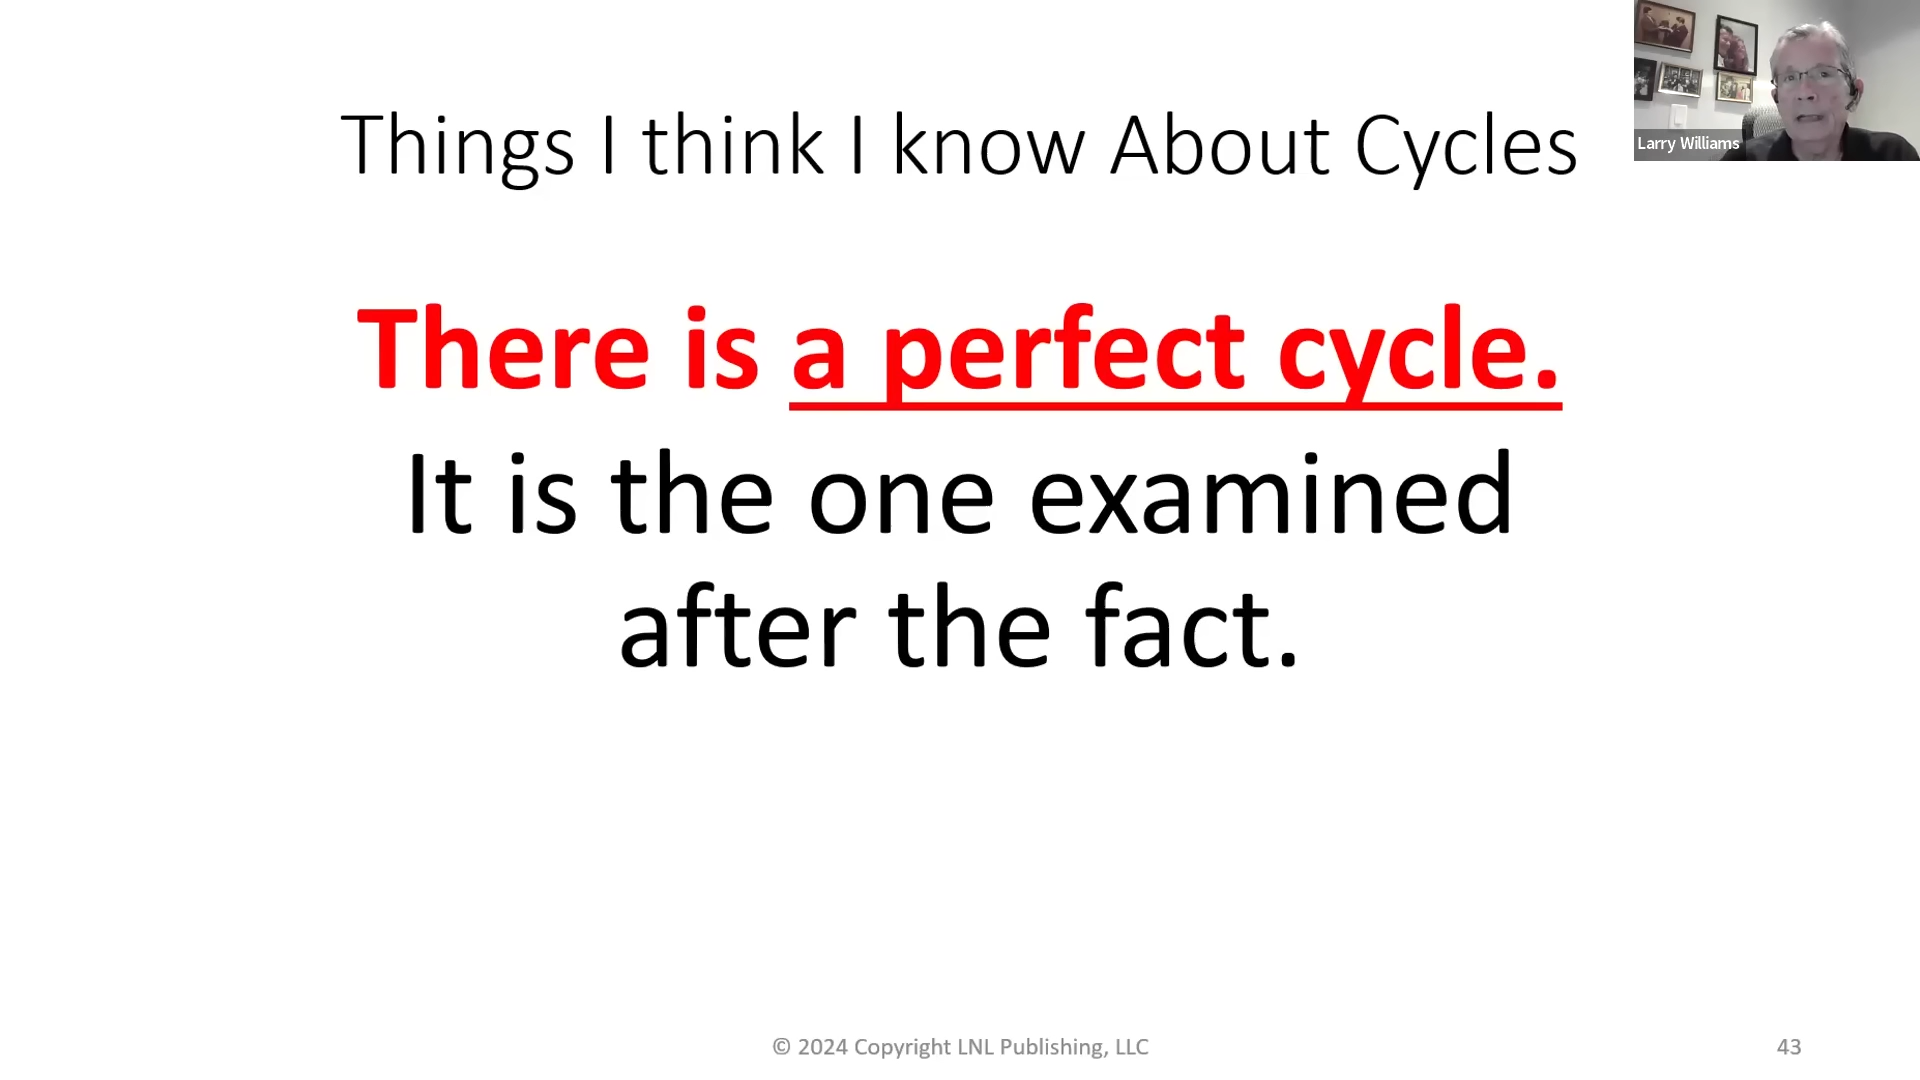 Things I think I know About Cycles
Larry Williams
There is a perfect cycle.
It is the one examined
after the fact.
© 2024 Copyright LNL Publishing, LLC
43